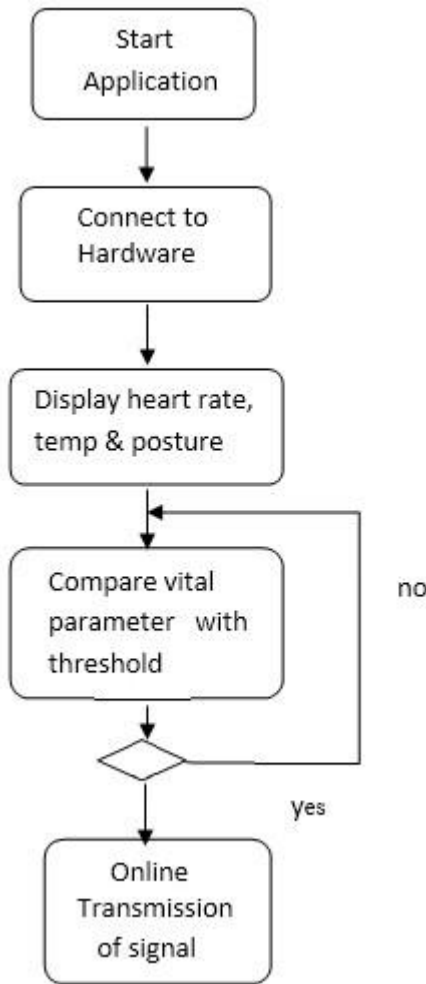 Start
Application
Connect to
Hardware
Display heart rate,
temp & posture
Compare vital
parameter with
threshold
no
yes
Online
Transmission
of signal